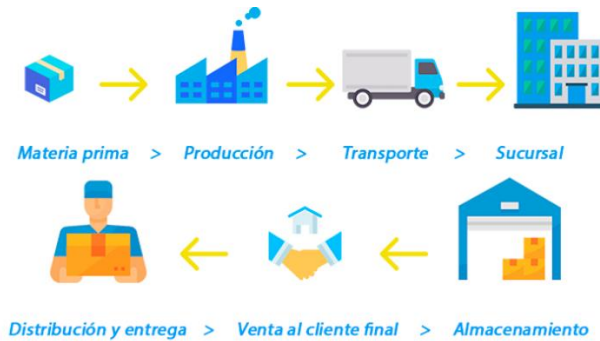 Materia prima > Producción > Transporte > Sucursal
Distribución y entrega > Venta al cliente final > Almacenamiento